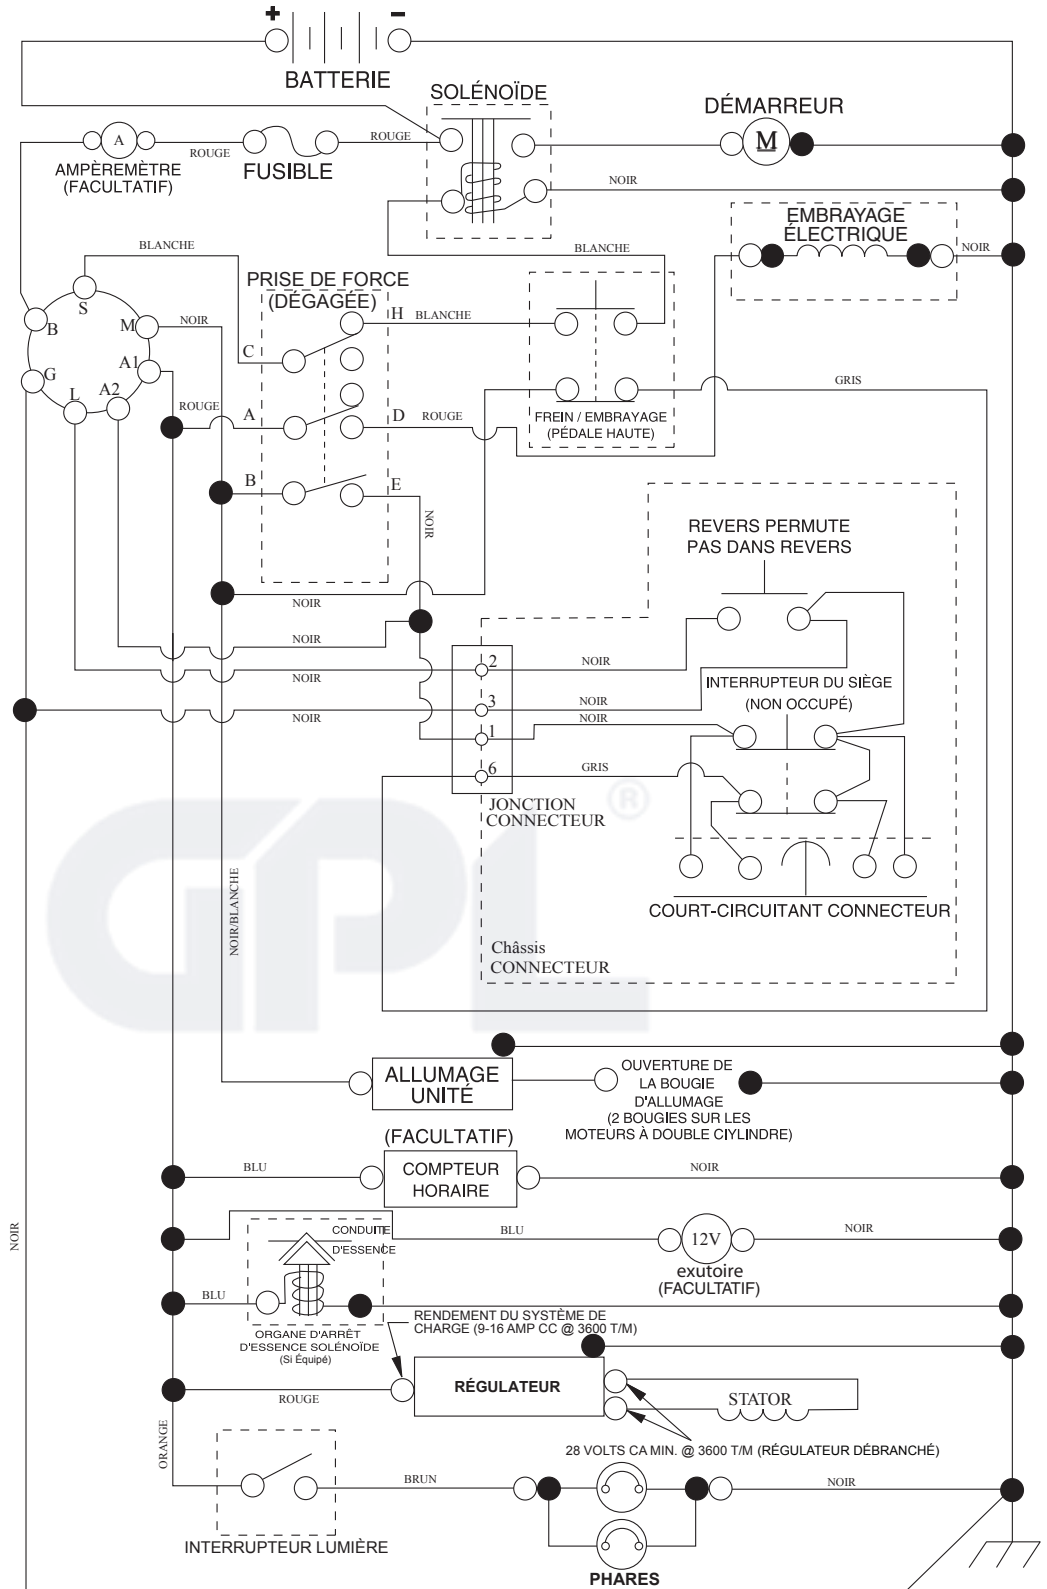 + −
BATTERIE
SOLÉNOÏDE
DÉMARREUR
A
ROUGE
ROUGE
M
AMPÈREMÈTRE
(FACULTATIF)
FUSIBLE
NOIR
EMBRAYAGE
ÉLECTRIQUE
NOIR
BLANCHE
BLANCHE
PRISE DE FORCE
(DÉGAGÉE)
S
B
M
NOIR
H
BLANCHE
C
G
A1
L
A2
GRIS
ROUGE
A
D
ROUGE
FREIN / EMBRAYAGE
(PÉDALE HAUTE)
B
E
NOIR
REVERS PERMUTE
PAS DANS REVERS
NOIR
NOIR
NOIR
2
NOIR
INTERRUPTEUR DU SIÈGE
(NON OCCUPÉ)
3
NOIR
NOIR
NOIR
1
6
GRIS
JONCTION
CONNECTEUR
GPL ®
COURT-CIRCUITANT CONNECTEUR
NOIR/BLANCHE
Châssis
CONNECTEUR
ALLUMAGE
UNITÉ
OUVERTURE DE
LA BOUGIE
D'ALLUMAGE
(2 BOUGIES SUR LES
MOTEURS À DOUBLE CIYLINDRE)
(FACULTATIF)
BLU
COMPTEUR
HORAIRE
NOIR
NOIR
CONDUITE
D'ESSENCE
BLU
12V
NOIR
exutoire
(FACULTATIF)
BLU
ORGANE D'ARRÊT
D'ESSENCE SOLÉNOÏDE
(Si Équipé)
RENDEMENT DU SYSTÈME DE
CHARGE (9-16 AMP CC @ 3600 T/M)
RÉGULATEUR
ROUGE
STATOR
ORANGE
28 VOLTS CA MIN. @ 3600 T/M (RÉGULATEUR DÉBRANCHÉ)
BRUN
NOIR
INTERRUPTEUR LUMIÈRE
PHARES